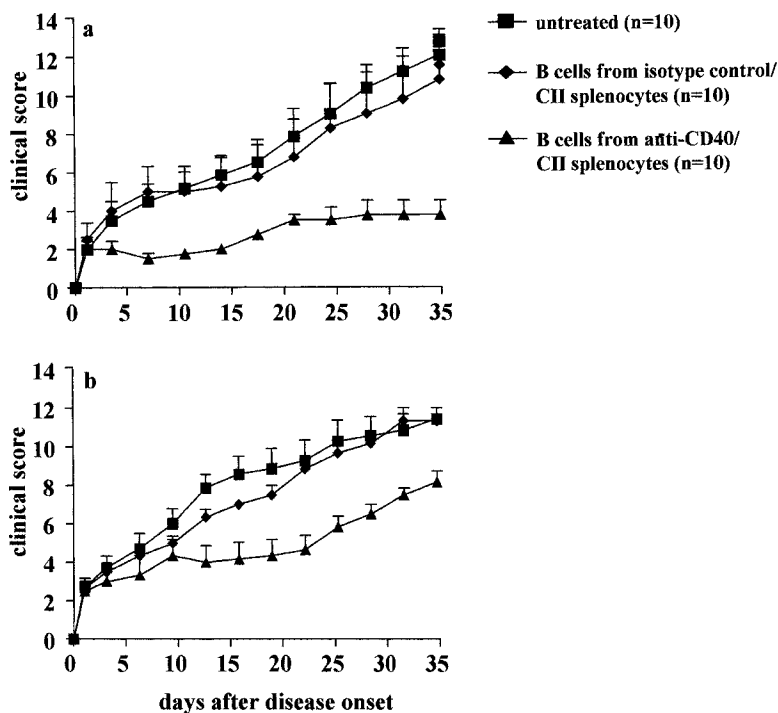 a
14
12
10
8
6
4
2
0
clinical score
0 5 10 15 20 25 30 35
untreated (n=10)
B cells from isotype control/
CII splenocytes (n=10)
B cells from anti-CD40/
CII splenocytes (n=10)
b
14
12
10
8
6
4
2
0
clinical score
0 5 10 15 20 25 30 35
days after disease onset